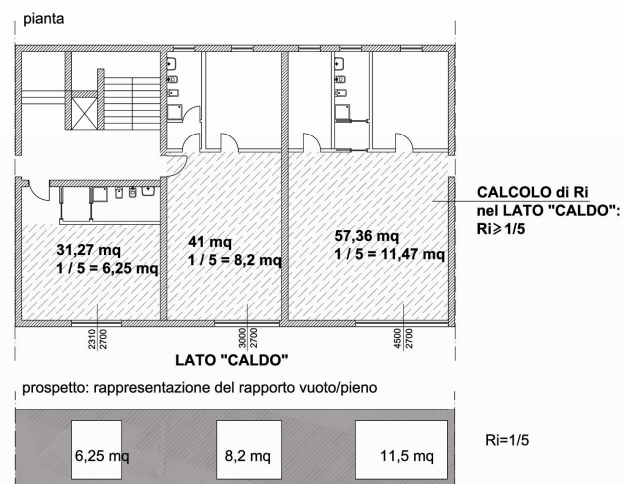 pianta
CALCOLO di Ri
nel LATO "CALDO":
Ri⩾1/5
31,27 mq
1 / 5 = 6,25 mq
41 mq
1 / 5 = 8,2 mq
57,36 mq
1 / 5 = 11,47 mq
2310
2700
3000
2700
4500
2700
LATO "CALDO"
prospetto: rappresentazione del rapporto vuoto/pieno
6,25 mq
8,2 mq
11,5 mq
Ri=1/5